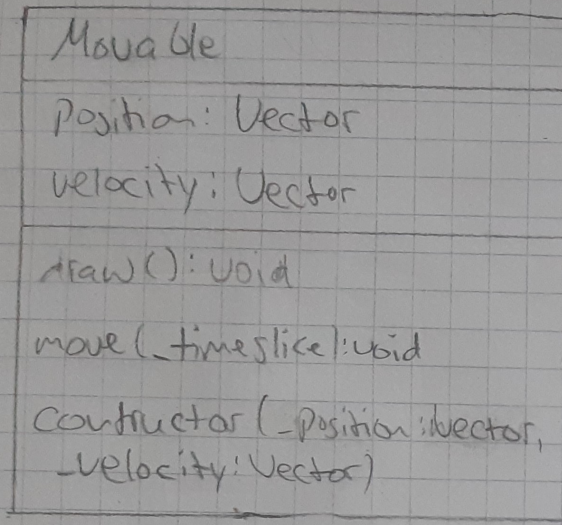 Movable
position: Vector
velocity: Vector
draw(): void
move(_timeslice): void
contructor(_position: Vector,
_velocity: Vector)